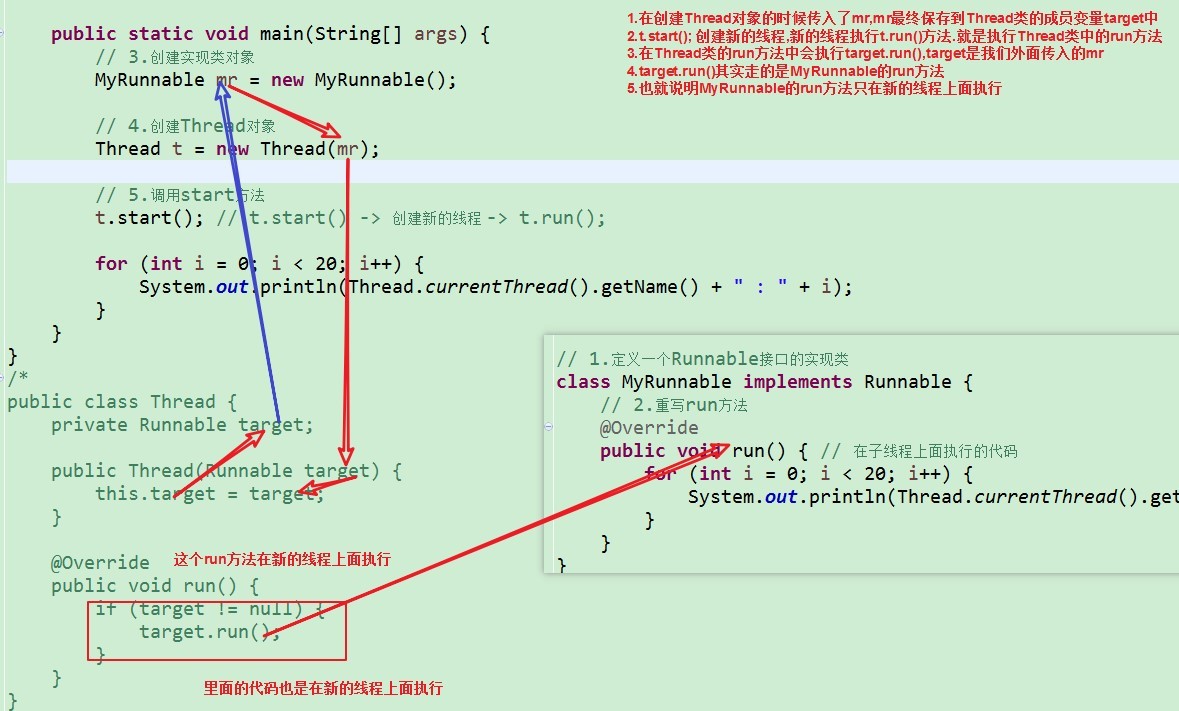 public static void main(String[] args) {
// 3.创建实现类对象
MyRunnable mr = new MyRunnable();
// 4.创建Thread对象
Thread t = new Thread(mr);
// 5.调用start方法
t.start(); // t.start() -> 创建新的线程 -> t.run();
for (int i = 0; i < 20; i++) {
System.out.println(Thread.currentThread().getName() + " : " + i);
}
}
}
/*
public class Thread {
private Runnable target;
public Thread(Runnable target) {
this.target = target;
}
@Override 这个run方法在新的线程上面执行
public void run() {
if (target != null) {
target.run();
}
}
里面的代码也是在新的线程上面执行
}
1.在创建Thread对象的时候传入了mr,mr最终保存到Thread类的成员变量target中
2.t.start(); 创建新的线程,新的线程执行t.run()方法.就是执行Thread类中的run方法
3.在Thread类的run方法中会执行target.run(),target是我们外面传入的mr
4.target.run()其实走的是MyRunnable的run方法
5.也就说明MyRunnable的run方法只在新的线程上面执行
// 1.定义一个Runnable接口的实现类
class MyRunnable implements Runnable {
// 2.重写run方法
@Override
public void run() { // 在子线程上面执行的代码
for (int i = 0; i < 20; i++) {
System.out.println(Thread.currentThread().get
}
}
}